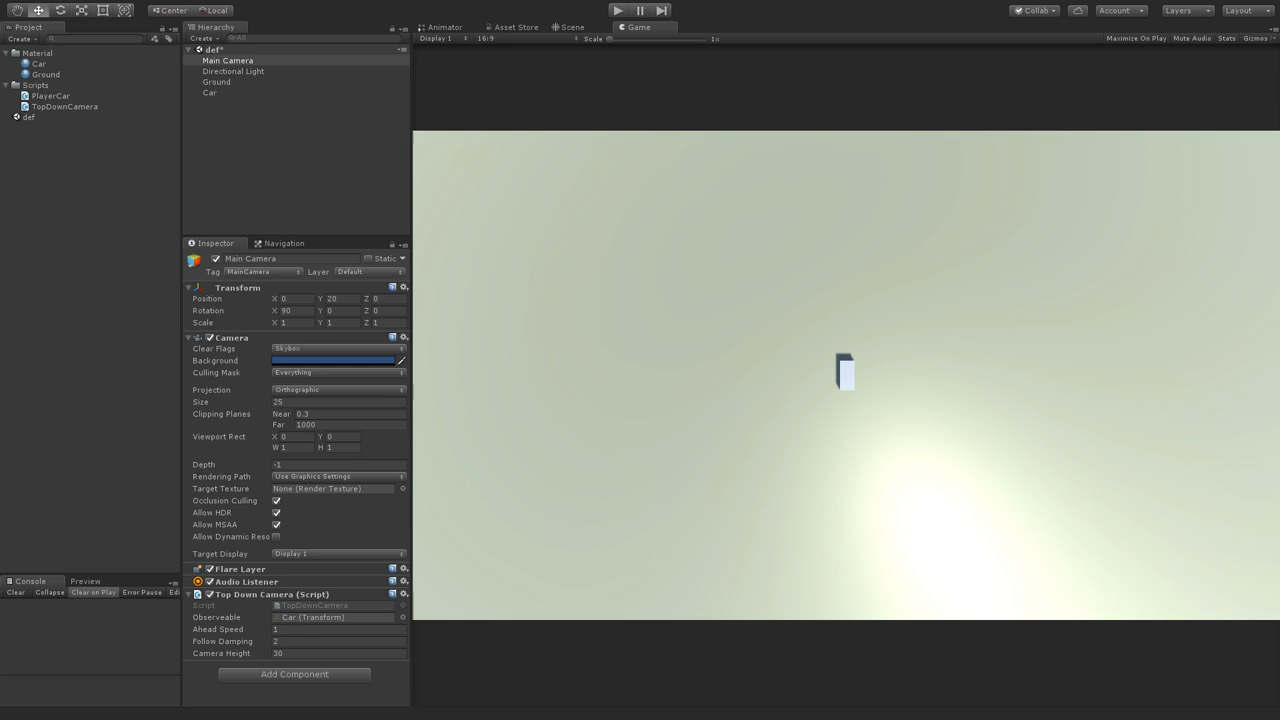 Center
Local
Collab
Account
Layers
Layout
Project
Create
Material
Car
Ground
Scripts
PlayerCar
TopDownCamera
def
Hierarchy
Create
All
def*
Main Camera
Directional Light
Ground
Car
Animator
Asset Store
Scene
Game
Display 1
16:9
Scale
1x
Maximize On Play
Mute Audio
Stats
Gizmos
Inspector
Navigation
Main Camera
Static
Tag
MainCamera
Layer
Default
Transform
Position X 0 Y 20 Z 0
Rotation X 90 Y 0 Z 0
Scale X 1 Y 1 Z 1
Camera
Clear Flags Skybox
Background
Culling Mask Everything
Projection Orthographic
Size 25
Clipping Planes Near 0.3
Far 1000
Viewport Rect X 0 Y 0
W 1 H 1
Depth -1
Rendering Path Use Graphics Settings
Target Texture None (Render Texture)
Occlusion Culling
Allow HDR
Allow MSAA
Allow Dynamic Reso
Target Display Display 1
Flare Layer
Audio Listener
Top Down Camera (Script)
Script TopDownCamera
Observeable Car (Transform)
Ahead Speed 1
Follow Damping 2
Camera Height 30
Add Component
Console
Preview
Clear
Collapse
Clear on Play
Error Pause
Edi